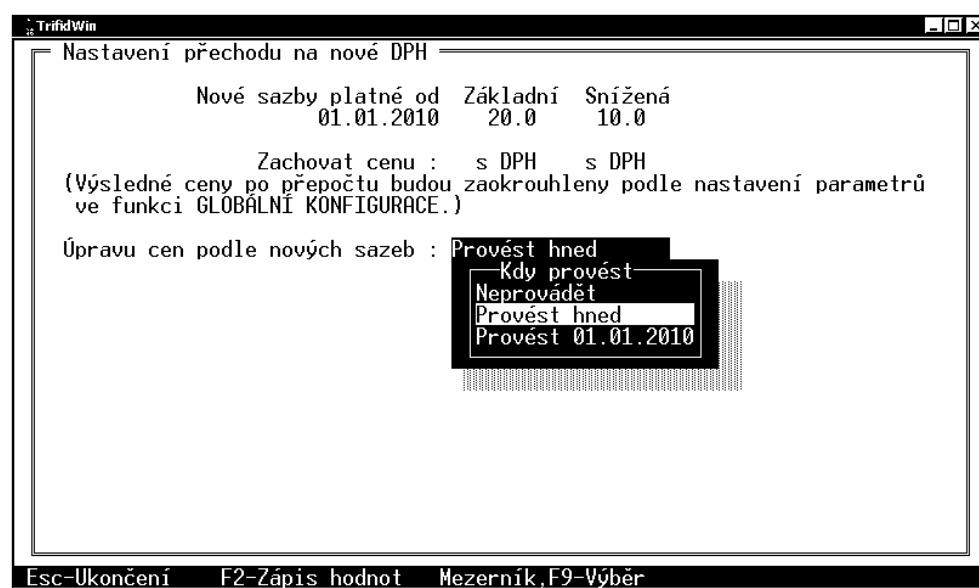 TrifidWin
Nastavení přechodu na nové DPH
Nové sazby platné od Základní Snížená
01.01.2010 20.0 10.0
Zachovat cenu : s DPH s DPH
(Výsledné ceny po přepočtu budou zaokrouhleny podle nastavení parametrů
ve funkci GLOBÁLNÍ KONFIGURACE.)
Úpravu cen podle nových sazeb : Provést hned
Kdy provést
Neprovádět
Provést hned
Provést 01.01.2010
Esc-Ukončení F2-Zápis hodnot Mezerník,F9-Výběr